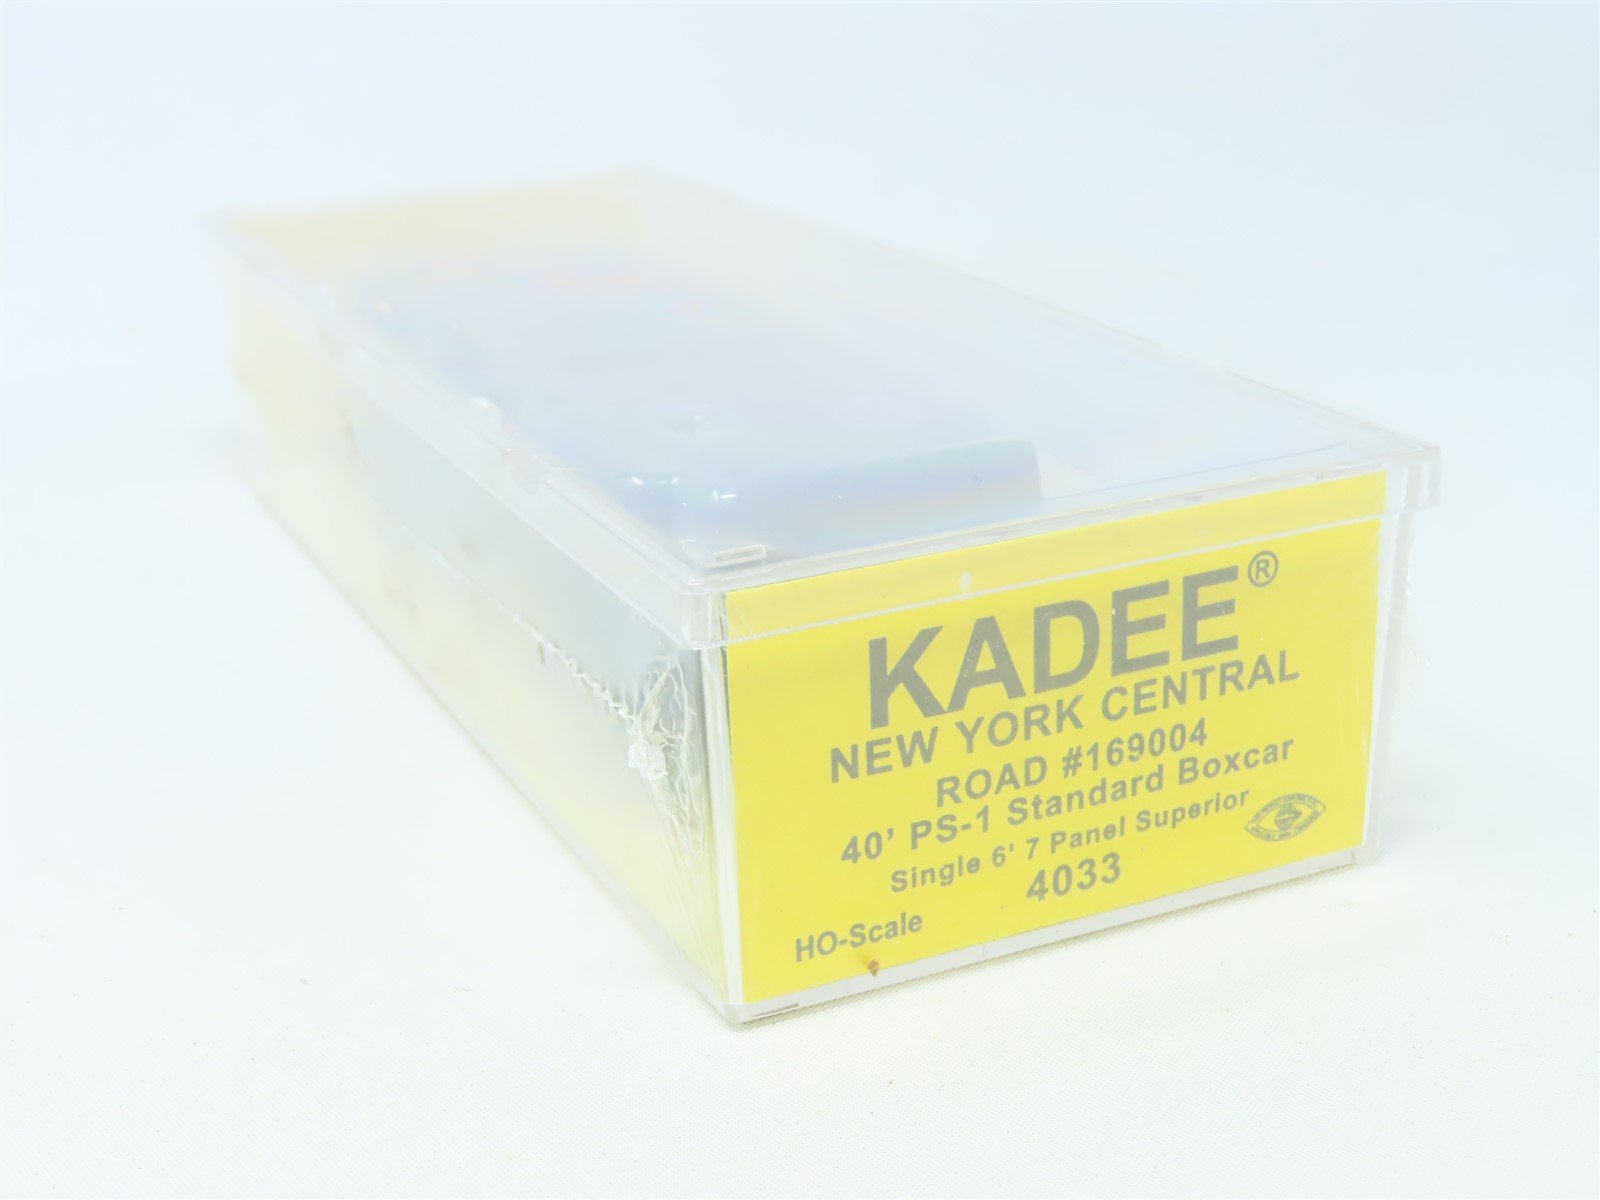 KADEE®
NEW YORK CENTRAL
ROAD #169004
40' PS-1 Standard Boxcar
Single 6' 7 Panel Superior
4033
HO-Scale